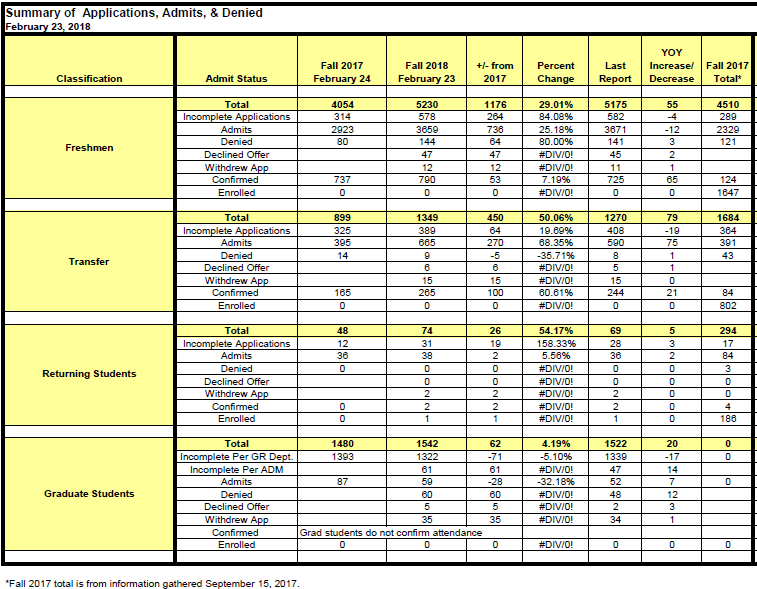 Summary of Applications, Admits, & Denied
February 23, 2018
Classification Admit Status Fall 2017 February 24 Fall 2018 February 23 +/- from 2017 Percent Change Last Report YOY Increase/ Decrease Fall 2017 Total*
Freshmen
Total 4054 5230 1176 29.01% 5175 55 4510
Incomplete Applications 314 578 264 84.08% 582 -4 289
Admits 2923 3659 736 25.18% 3671 -12 2329
Denied 80 144 64 80.00% 141 3 121
Declined Offer 47 47 #DIV/0! 45 2
Withdrew App 12 12 #DIV/0! 11 1
Confirmed 737 790 53 7.19% 725 65 124
Enrolled 0 0 0 #DIV/0! 0 0 1647
Transfer
Total 899 1349 450 50.06% 1270 79 1684
Incomplete Applications 325 389 64 19.69% 408 -19 364
Admits 395 665 270 68.35% 590 75 391
Denied 14 9 -5 -35.71% 8 1 43
Declined Offer 6 6 #DIV/0! 5 1
Withdrew App 15 15 #DIV/0! 15 0
Confirmed 165 265 100 60.61% 244 21 84
Enrolled 0 0 0 #DIV/0! 0 0 802
Returning Students
Total 48 74 26 54.17% 69 5 294
Incomplete Applications 12 31 19 158.33% 28 3 17
Admits 36 38 2 5.56% 36 2 84
Denied 0 0 0 #DIV/0! 0 0 3
Declined Offer 0 0 #DIV/0! 0 0
Withdrew App 2 2 #DIV/0! 2 0
Confirmed 0 2 2 #DIV/0! 2 0 4
Enrolled 0 1 1 #DIV/0! 1 0 186
Graduate Students
Total 1480 1542 62 4.19% 1522 20 0
Incomplete Per GR Dept. 1393 1322 -71 -5.10% 1339 -17 0
Incomplete Per ADM 61 61 #DIV/0! 47 14
Admits 87 59 -28 -32.18% 52 7 0
Denied 60 60 #DIV/0! 48 12
Declined Offer 5 5 #DIV/0! 2 3
Withdrew App 35 35 #DIV/0! 34 1
Confirmed Grad students do not confirm attendance
Enrolled 0 0 0 #DIV/0! 0 0 0
*Fall 2017 total is from information gathered September 15, 2017.